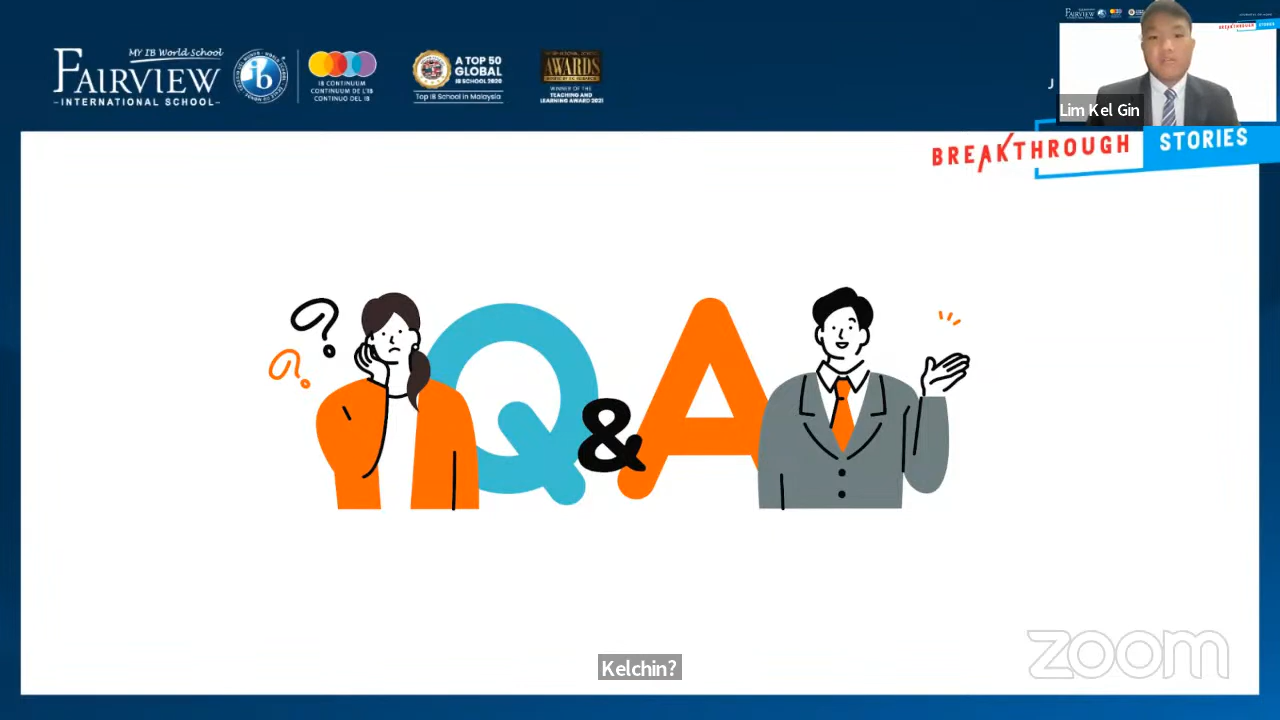 MY IB World School
FAIRVIEW
-INTERNATIONAL SCHOOL-
ib
IB CONTINUUM
CONTINUUM DE L'IB
CONTINUO DEL IB
A TOP 50
GLOBAL
IB SCHOOL 2020
Top IB School in Malaysia
AWARDS
WINNER OF THE
TEACHING AND
LEARNING AWARD 2021
FAIRVIEW
J
Lim Kel Gin
BREAKTHROUGH STORIES
Q&A
Kelchin?
zoom